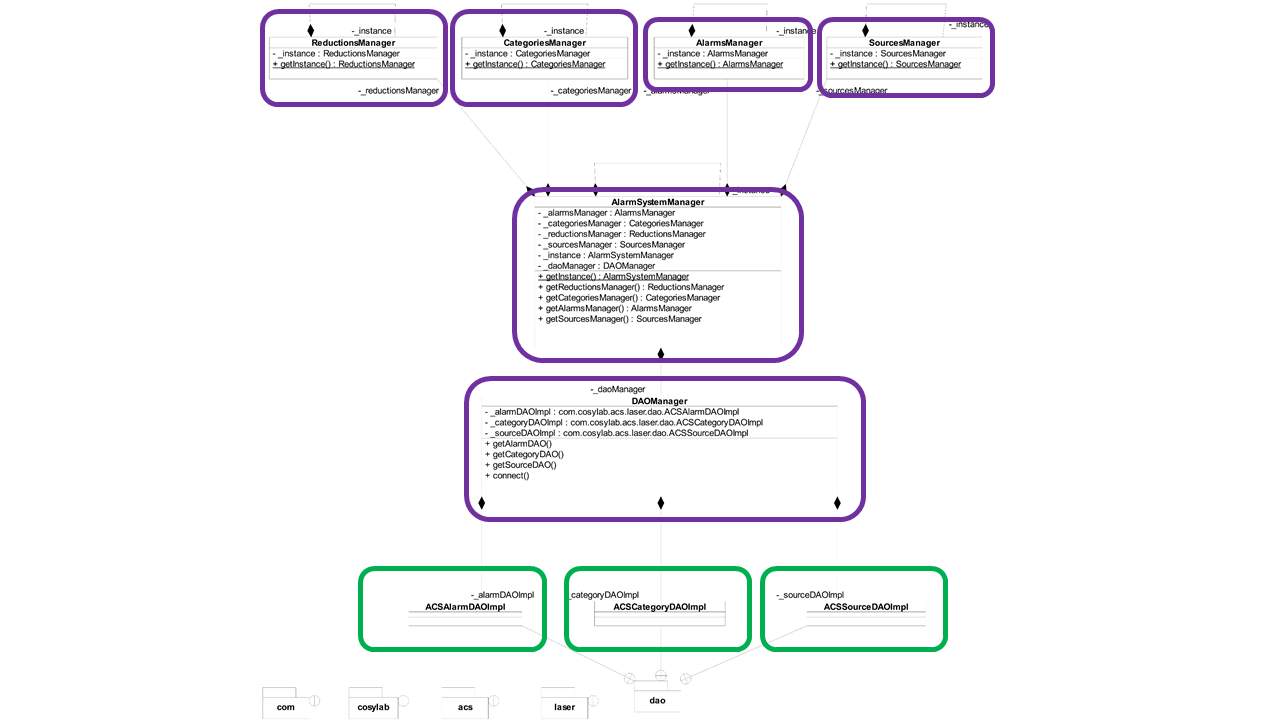 -_instance
ReductionsManager
- _instance : ReductionsManager
+ getInstance() : ReductionsManager
-_reductionsManager
-_instance
CategoriesManager
- _instance : CategoriesManager
+ getInstance() : CategoriesManager
-_categoriesManager
-_instance
AlarmsManager
- _instance : AlarmsManager
+ getInstance() : AlarmsManager
-_alarmsManager
-_instance
SourcesManager
- _instance : SourcesManager
+ getInstance() : SourcesManager
-_sourcesManager
-_instance
AlarmSystemManager
- _alarmsManager : AlarmsManager
- _categoriesManager : CategoriesManager
- _reductionsManager : ReductionsManager
- _sourcesManager : SourcesManager
- _instance : AlarmSystemManager
- _daoManager : DAOManager
+ getInstance() : AlarmSystemManager
+ getReductionsManager() : ReductionsManager
+ getCategoriesManager() : CategoriesManager
+ getAlarmsManager() : AlarmsManager
+ getSourcesManager() : SourcesManager
-_daoManager
DAOManager
- _alarmDAOImpl : com.cosylab.acs.laser.dao.ACSAlarmDAOImpl
- _categoryDAOImpl : com.cosylab.acs.laser.dao.ACSCategoryDAOImpl
- _sourceDAOImpl : com.cosylab.acs.laser.dao.ACSSourceDAOImpl
+ getAlarmDAO()
+ getCategoryDAO()
+ getSourceDAO()
+ connect()
-_alarmDAOImpl
ACSAlarmDAOImpl
_categoryDAOImpl
ACSCategoryDAOImpl
-_sourceDAOImpl
ACSSourceDAOImpl
com
cosylab
acs
laser
dao